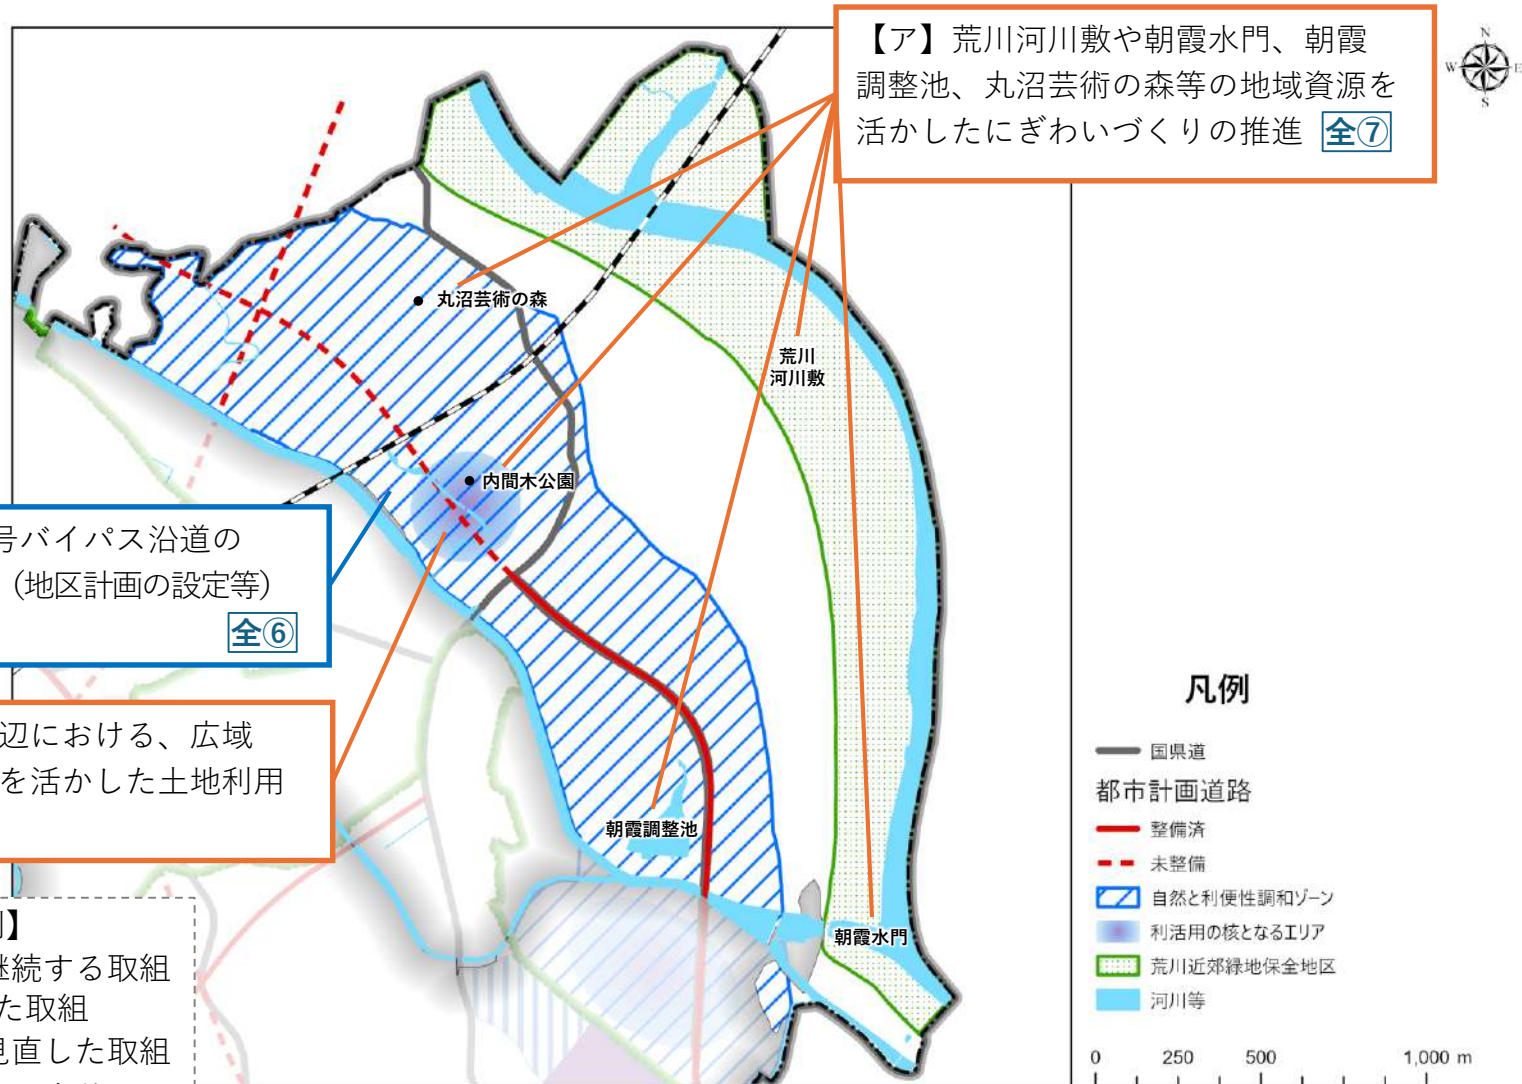 【ア】荒川河川敷や朝霞水門、朝霞
調整池、丸沼芸術の森等の地域資源を
活かしたにぎわいづくりの推進 全⑦
N
W E
S
丸沼芸術の森
荒川
河川敷
内間木公園
号バイパス沿道の
（地区計画の設定等）
全⑥
辺における、広域
を活かした土地利用
朝霞調整池
朝霞水門
】
継続する取組
た取組
見直した取組
凡例
国県道
都市計画道路
整備済
未整備
自然と利便性調和ゾーン
利活用の核となるエリア
荒川近郊緑地保全地区
河川等
0 250 500 1,000 m